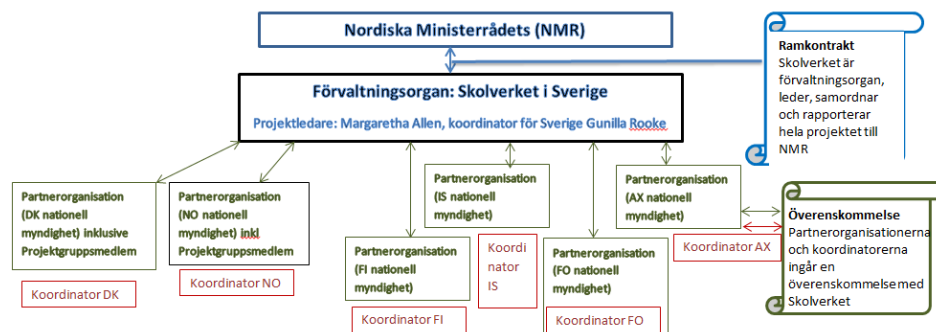 Nordiska Ministerrådets (NMR)
Ramkontrakt
Skolverket är
förvaltningsorgan,
leder, samordnar
och rapporterar
hela projektet till
NMR
Förvaltningsorgan: Skolverket i Sverige
Projektledare: Margaretha Allen, koordinator för Sverige Gunilla Rooke
Partnerorganisation
(DK nationell
myndighet) inklusive
Projektgruppsmedlem
Koordinator DK
Partnerorganisation
(NO nationell
myndighet) inkl
Projektgruppsmedlem
Koordinator NO
Partnerorganisation
(FI nationell
myndighet)
Koordinator FI
Partnerorganisation
(IS nationell
myndighet)
Koordi
nator
IS
Partnerorganisation
(FO nationell
myndighet)
Koordinator FO
Partnerorganisation
(AX nationell
myndighet)
Koordinator AX
Överenskommelse
Partnerorganisationerna
och koordinatorerna
ingår en
överenskommelse med
Skolverket